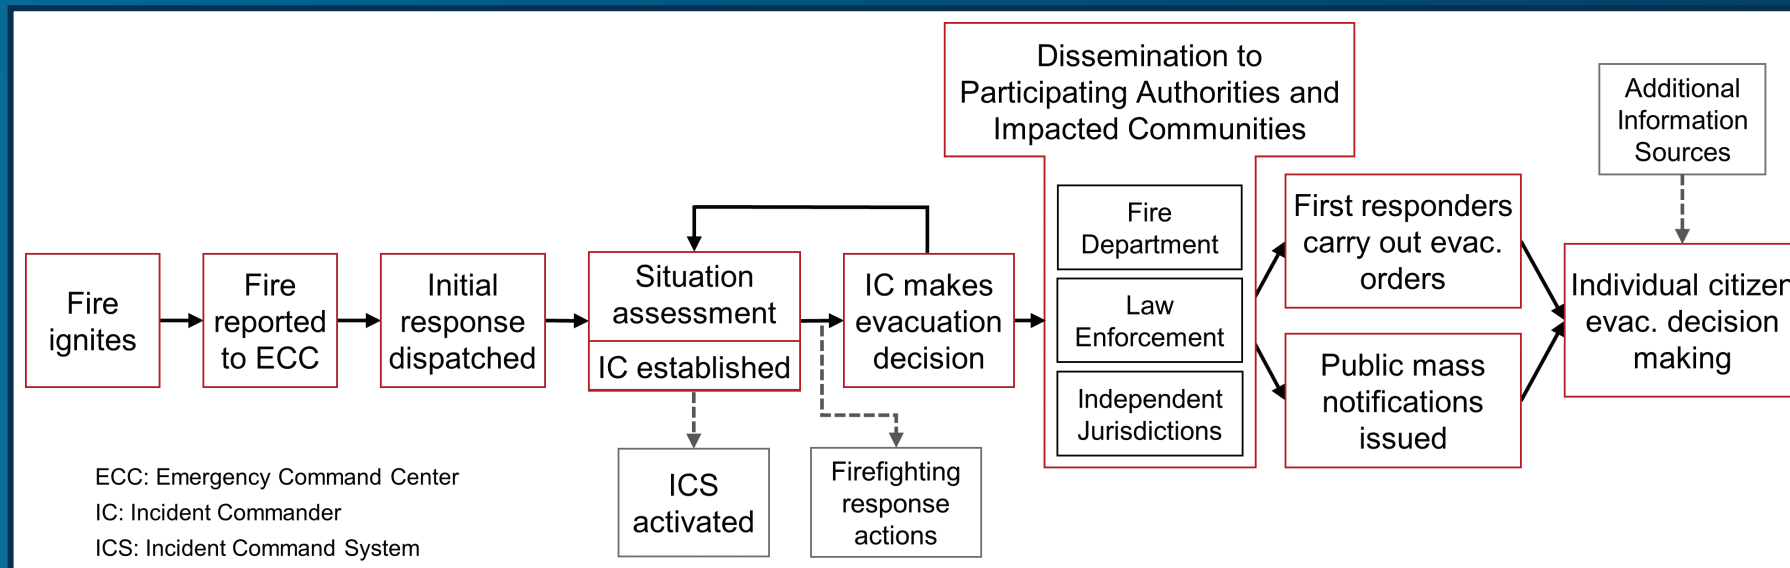 Fire
ignites
Fire
reported
to ECC
Initial
response
dispatched
Situation
assessment
IC established
ICS
activated
Firefighting
response
actions
IC makes
evacuation
decision
Dissemination to
Participating Authorities and
Impacted Communities
Fire
Department
Law
Enforcement
Independent
Jurisdictions
First responders
carry out evac.
orders
Public mass
notifications
issued
Additional
Information
Sources
Individual citizen
evac. decision
making
ECC: Emergency Command Center
IC: Incident Commander
ICS: Incident Command System